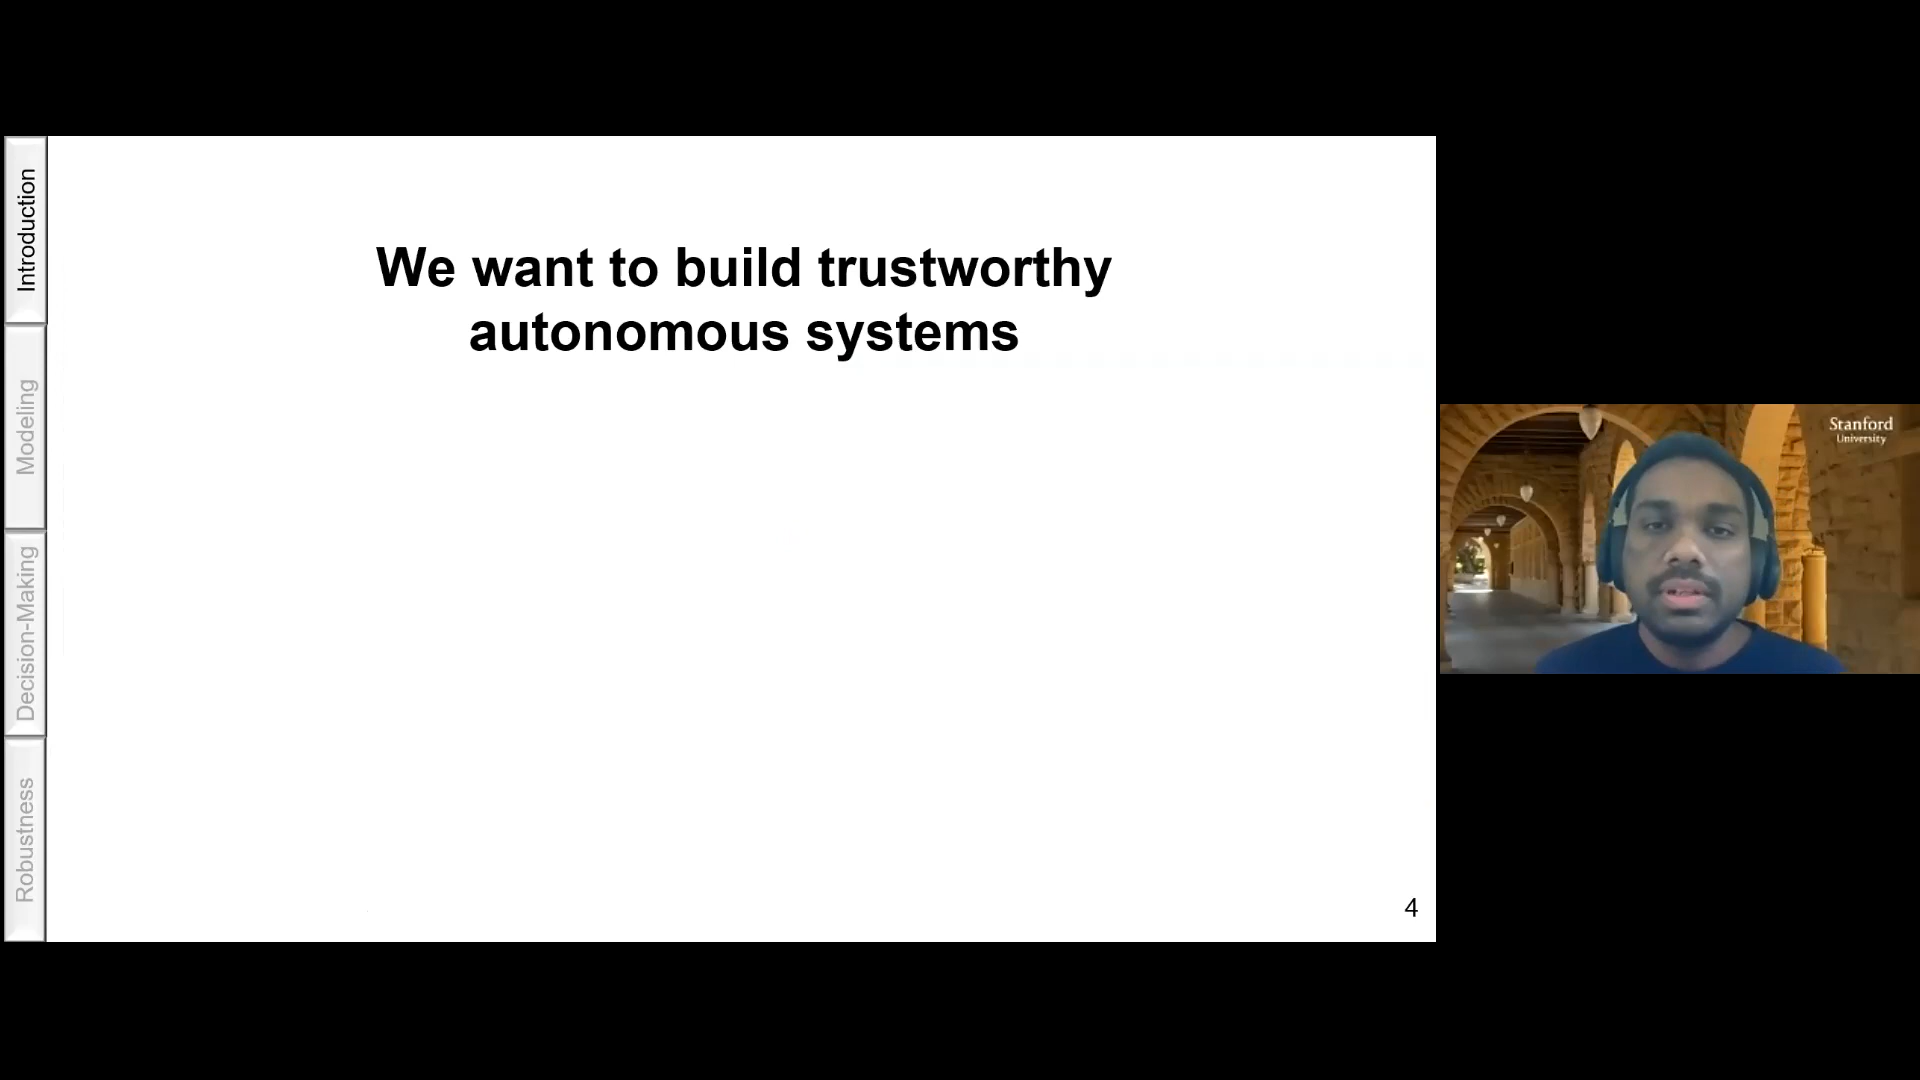 Introduction
Modeling
Decision-Making
Robustness
We want to build trustworthy
autonomous systems
4
Stanford
University